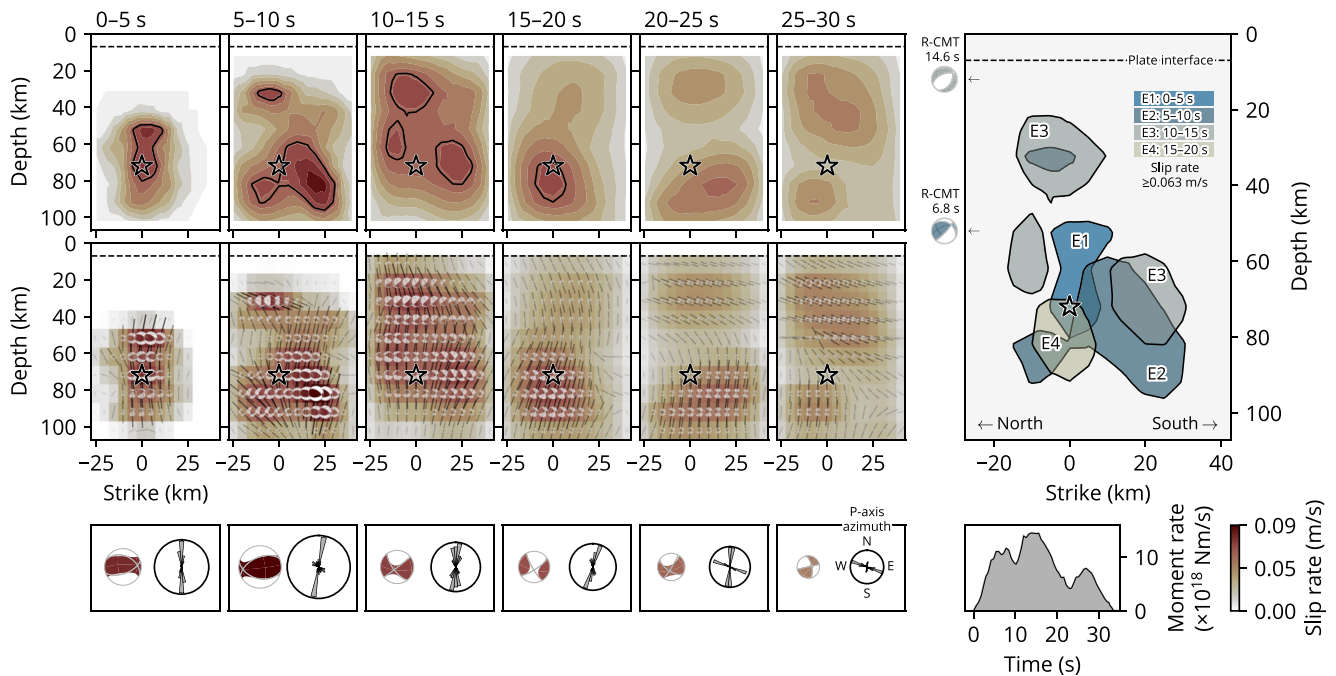 0–5 s
5–10 s
10–15 s
15–20 s
20–25 s
25–30 s
0
20
40
60
80
100
Depth (km)
0
20
40
60
80
100
Depth (km)
−25 0 25
−25 0 25
−25 0 25
−25 0 25
−25 0 25
−25 0 25
Strike (km)
R-CMT
14.6 s
←
R-CMT
6.8 s
←
Plate interface
E1: 0–5 s
E2: 5–10 s
E3: 10–15 s
E4: 15–20 s
Slip rate
≥0.063 m/s
E3
E1
E3
E4
E2
← North
South →
0
20
40
60
80
100
Depth (km)
−20 0 20 40
Strike (km)
P-axis
azimuth
N
W
E
S
10
0
Moment rate
(×10¹⁸ Nm/s)
0 10 20 30
Time (s)
0.09
0.05
0.00
Slip rate (m/s)